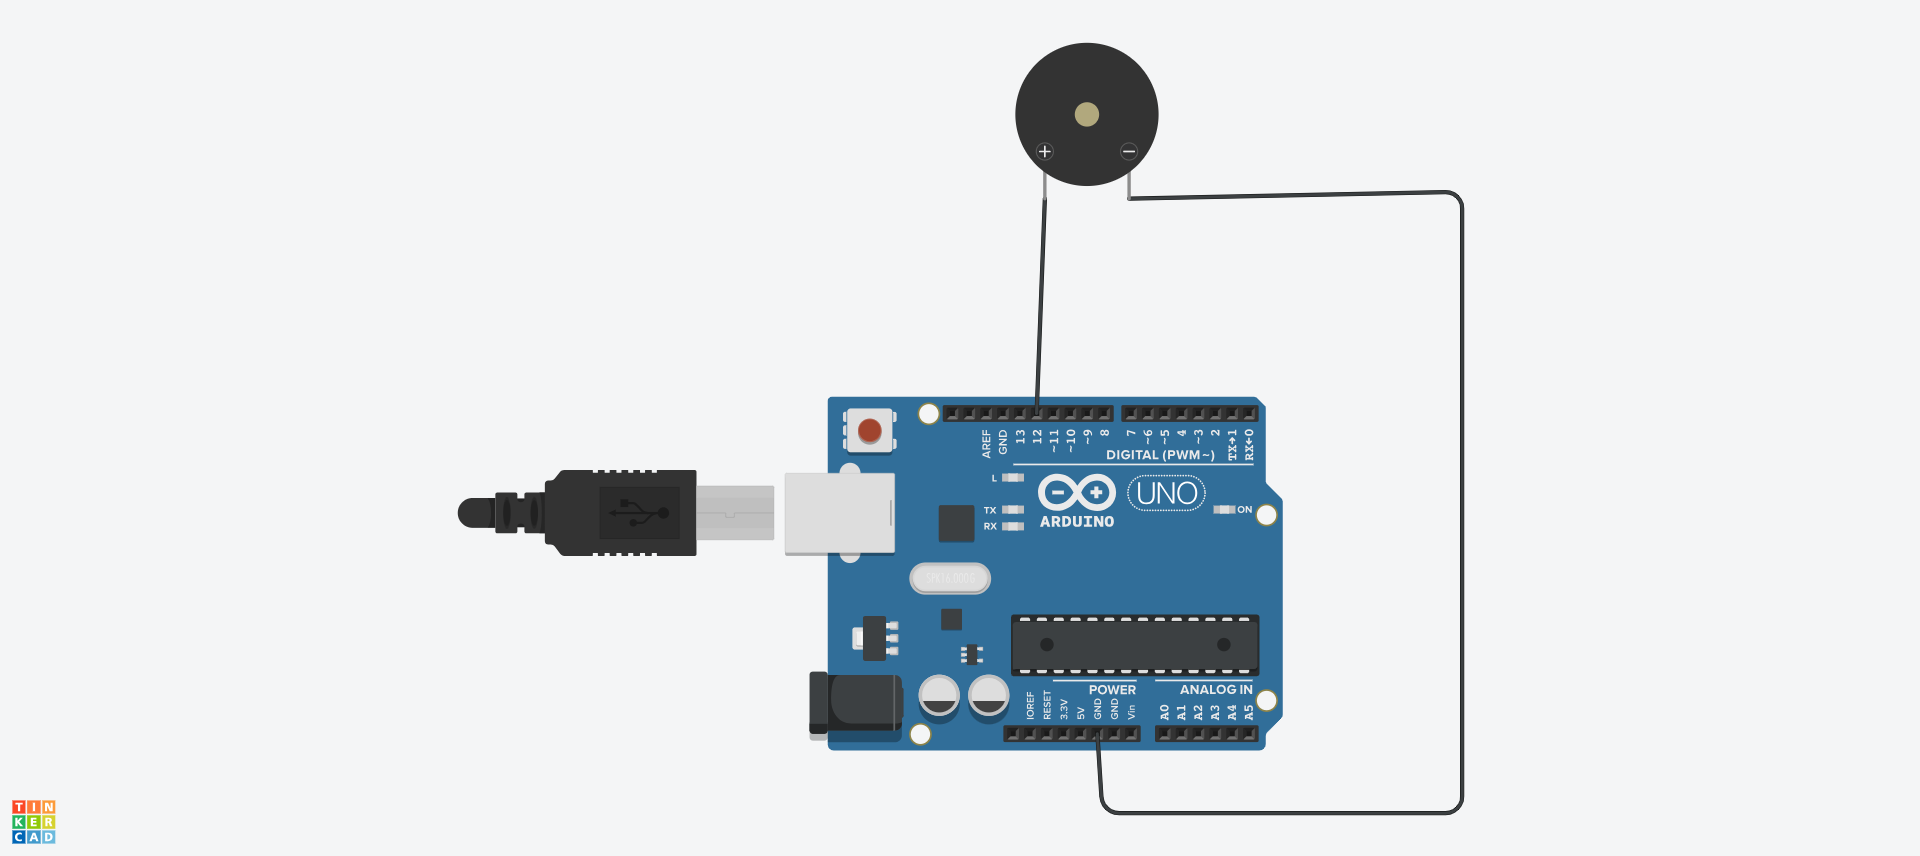 + −
AREF
GND
13
12
~11
~10
~9
8
7
~6
~5
4
~3
2
TX→1
RX←0
DIGITAL (PWM~)
L
TX
RX
ARDUINO
UNO
ON
POWER
ANALOG IN
IOREF
RESET
3.3V
5V
GND
GND
Vin
A0
A1
A2
A3
A4
A5
TIN
KER
CAD